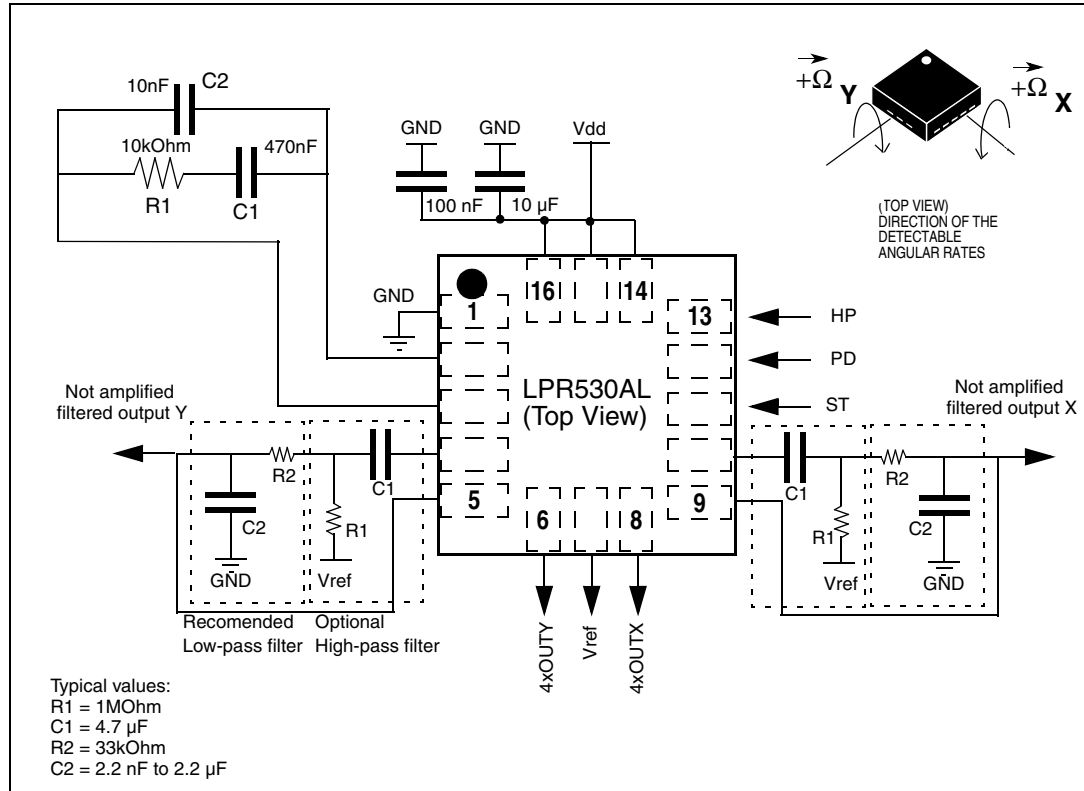 10nF
C2
10kOhm
470nF
R1
C1
GND
GND
Vdd
100 nF
10 µF
+Ω Y
+Ω X
(TOP VIEW)
DIRECTION OF THE
DETECTABLE
ANGULAR RATES
GND
1
16
14
13
HP
PD
ST
LPR530AL
(Top View)
Not amplified
filtered output Y
Not amplified
filtered output X
R2
C1
C2
R1
GND
Vref
5
6
8
9
C1
R2
R1
C2
Vref
GND
Recomended
Low-pass filter
Optional
High-pass filter
4xOUTY
Vref
4xOUTX
Typical values:
R1 = 1MOhm
C1 = 4.7 µF
R2 = 33kOhm
C2 = 2.2 nF to 2.2 µF